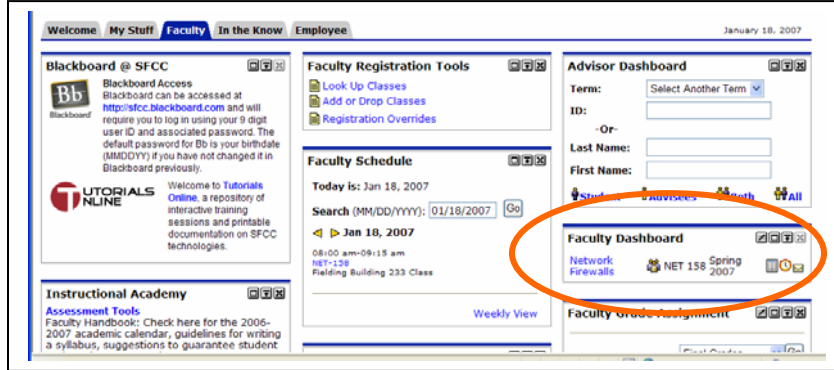 Welcome My Stuff Faculty In the Know Employee
January 18, 2007
Blackboard @ SFCC
Bb
Blackboard
Blackboard Access
Blackboard can be accessed at
http://sfcc.blackboard.com and will
require you to log in using your 9 digit
user ID and associated password. The
default password for Bb is your birthdate
(MMDDYY) if you have not changed it in
Blackboard previously.
TUTORIALS
NLINE
Welcome to Tutorials
Online, a repository of
interactive training
sessions and printable
documentation on SFCC
technologies.
Instructional Academy
Assessment Tools
Faculty Handbook: Check here for the 2006-
2007 academic calendar, guidelines for writing
a syllabus, suggestions to guarantee student
Faculty Registration Tools
Look Up Classes
Add or Drop Classes
Registration Overrides
Faculty Schedule
Today is: Jan 18, 2007
Search (MM/DD/YYYY): 01/18/2007 Go
Jan 18, 2007
08:00 am-09:15 am
NET-158
Fielding Building 233 Class
Weekly View
Advisor Dashboard
Term: Select Another Term
ID:
-Or-
Last Name:
First Name:
Student Advisees Both All
Faculty Dashboard
Network
Firewalls
NET 158 Spring
2007
Faculty Grade Assignment
Final Grades Go